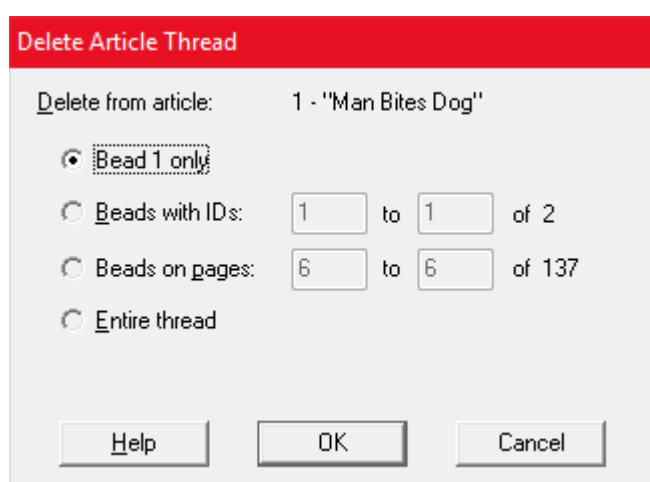 Delete Article Thread
Delete from article: 1 - "Man Bites Dog"
Bead 1 only
Beads with IDs: 1 to 1 of 2
Beads on pages: 6 to 6 of 137
Entire thread
Help OK Cancel